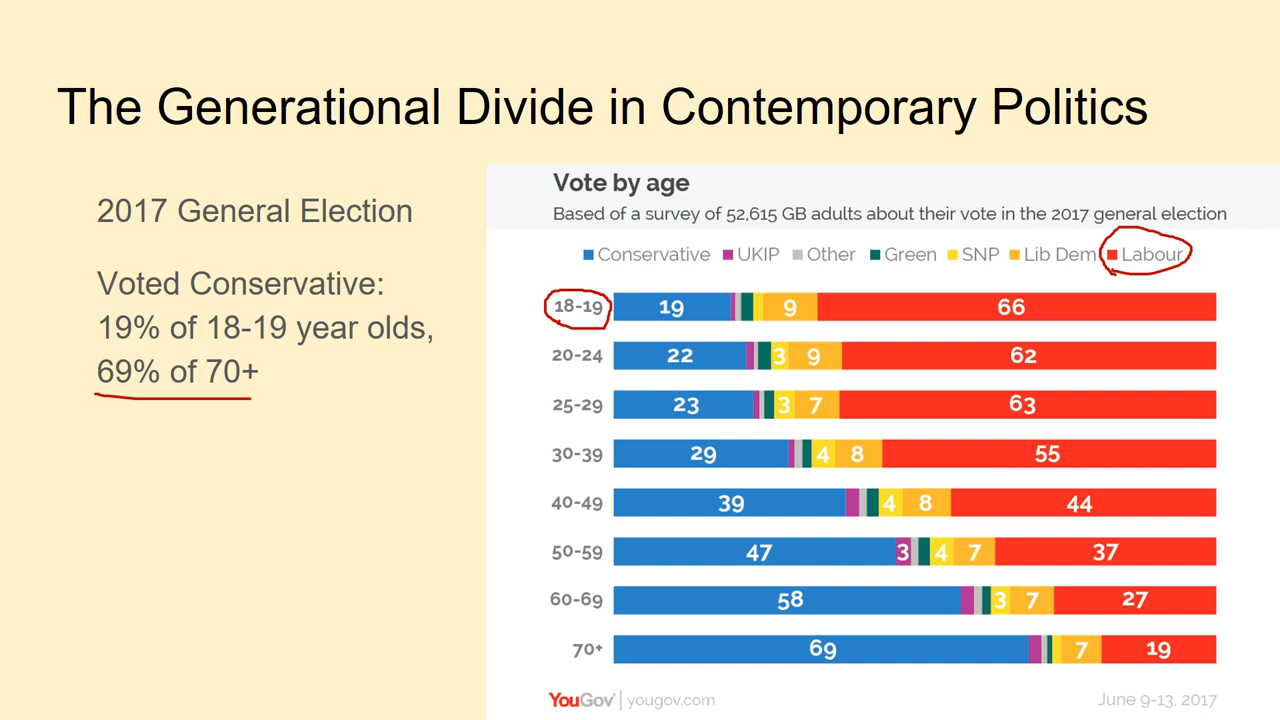 The Generational Divide in Contemporary Politics
2017 General Election
Voted Conservative:
19% of 18-19 year olds,
69% of 70+
Vote by age
Based of a survey of 52,615 GB adults about their vote in the 2017 general election
Conservative UKIP Other Green SNP Lib Dem Labour
18-19 19 9 66
20-24 22 3 9 62
25-29 23 3 7 63
30-39 29 4 8 55
40-49 39 4 8 44
50-59 47 3 4 7 37
60-69 58 3 7 27
70+ 69 7 19
YouGov yougov.com June 9-13, 2017